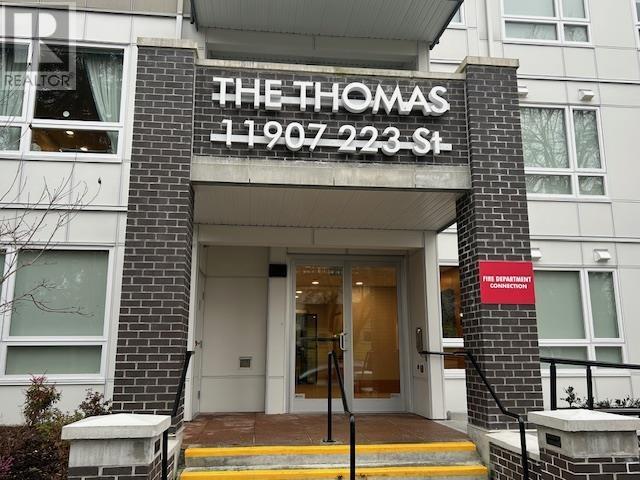 THE THOMAS
11907 223 St
FIRE DEPARTMENT
CONNECTION
REALTOR